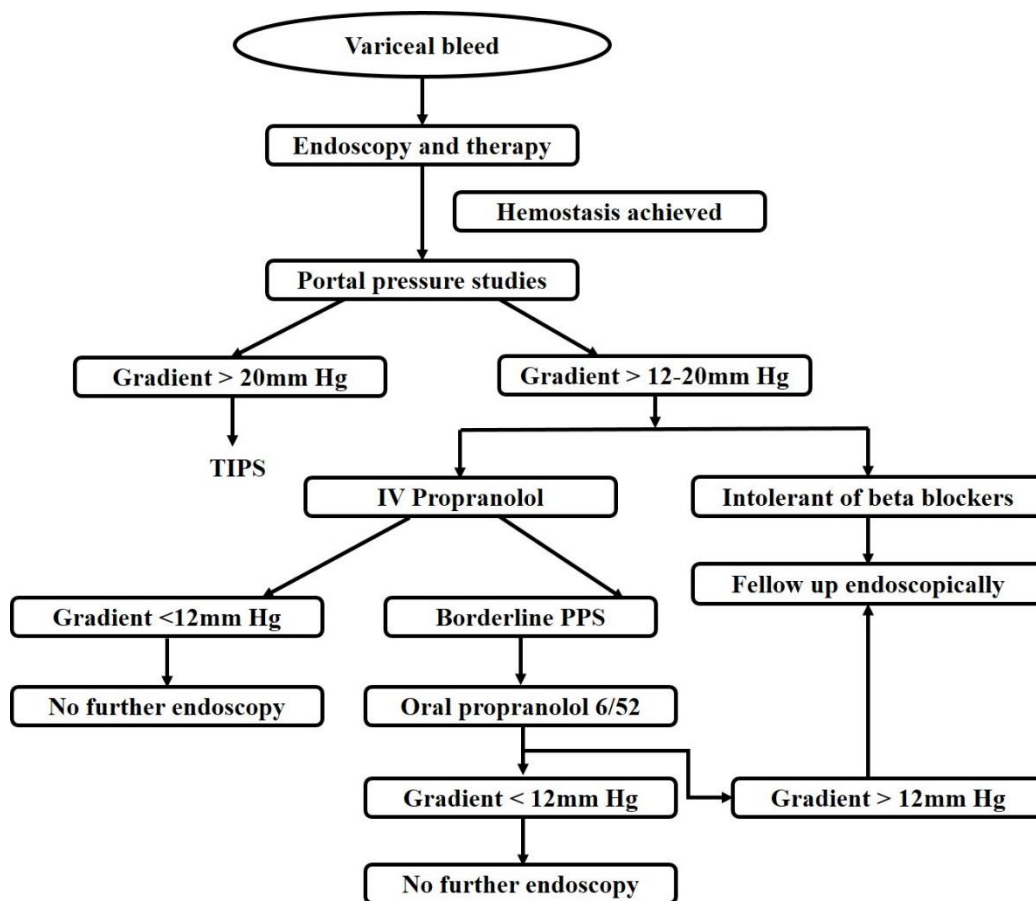 Variceal bleed
Endoscopy and therapy
Hemostasis achieved
Portal pressure studies
Gradient > 20mm Hg
Gradient > 12-20mm Hg
TIPS
IV Propranolol
Intolerant of beta blockers
Fellow up endoscopically
Gradient <12mm Hg
Borderline PPS
No further endoscopy
Oral propranolol 6/52
Gradient < 12mm Hg
Gradient > 12mm Hg
No further endoscopy